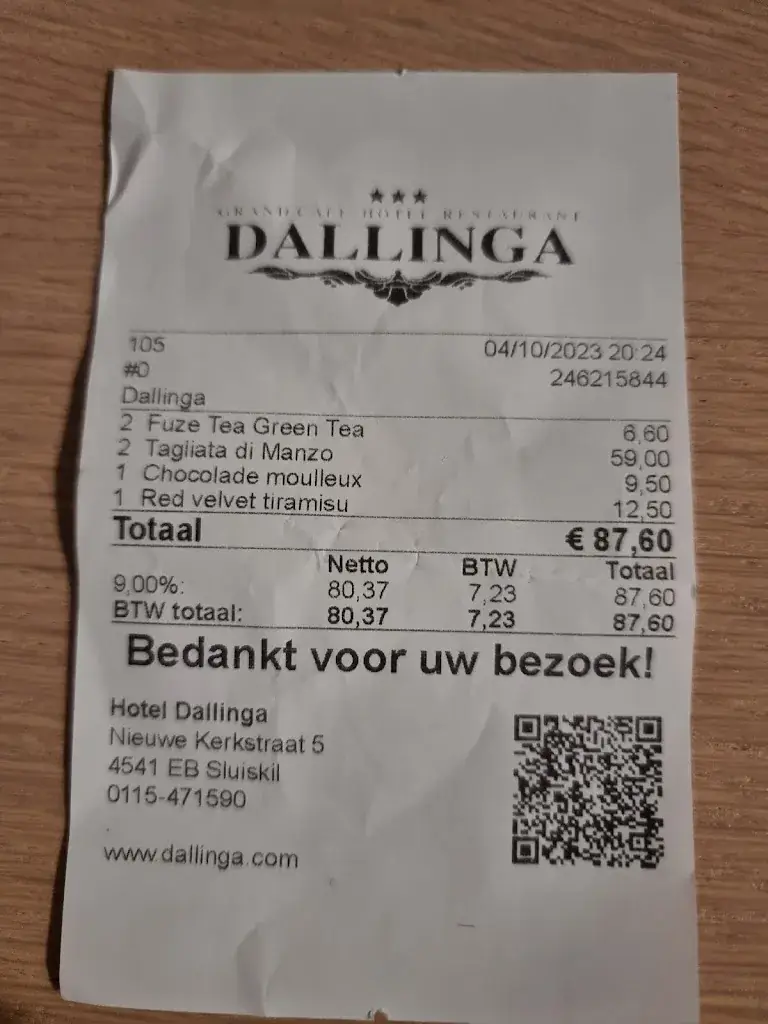 GRAND CAFE HOTEL RESTAURANT
DALLINGA
105 04/10/2023 20:24
#0 246215844
Dallinga
2 Fuze Tea Green Tea 6,60
2 Tagliata di Manzo 59,00
1 Chocolade moulleux 9,50
1 Red velvet tiramisu 12,50
Totaal € 87,60
Netto BTW Totaal
9,00%: 80,37 7,23 87,60
BTW totaal: 80,37 7,23 87,60
Bedankt voor uw bezoek!
Hotel Dallinga
Nieuwe Kerkstraat 5
4541 EB Sluiskil
0115-471590
www.dallinga.com